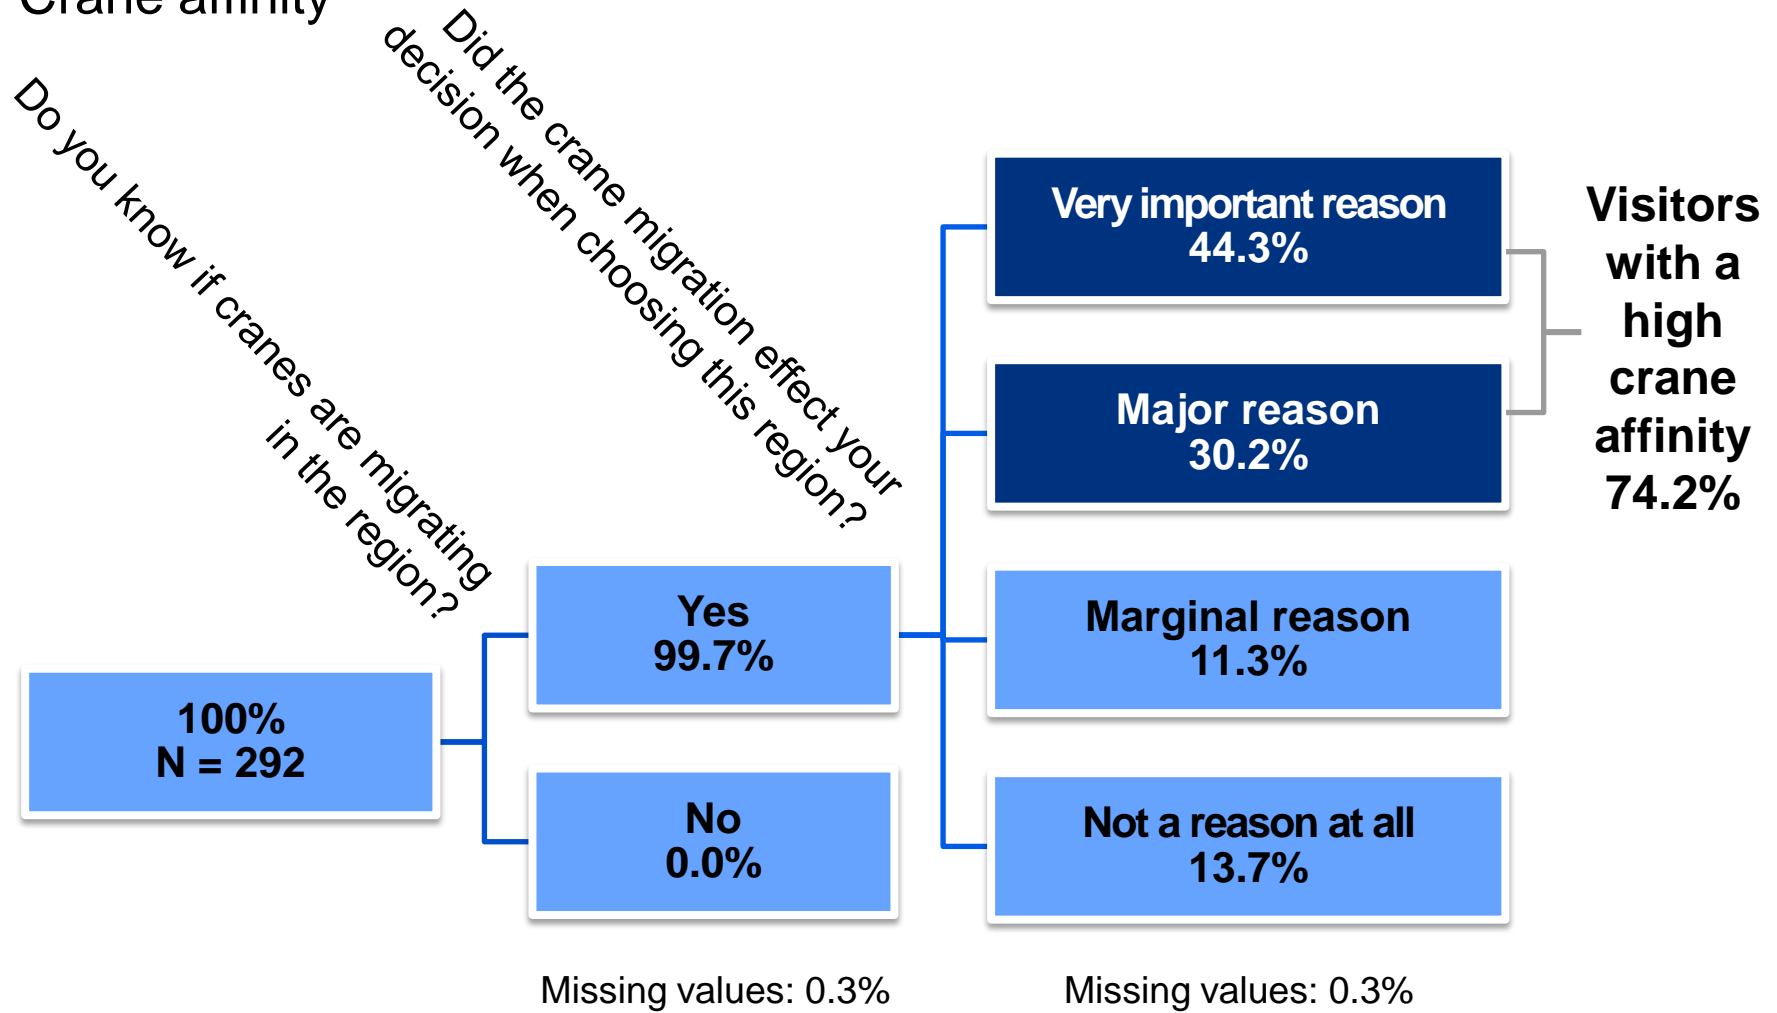 Crane affinity
Do you know if cranes are migrating
in the region?
Did the crane migration effect your
decision when choosing this region?
100%
N = 292
Yes
99.7%
No
0.0%
Missing values: 0.3%
Very important reason
44.3%
Major reason
30.2%
Marginal reason
11.3%
Not a reason at all
13.7%
Missing values: 0.3%
Visitors
with a
high
crane
affinity
74.2%